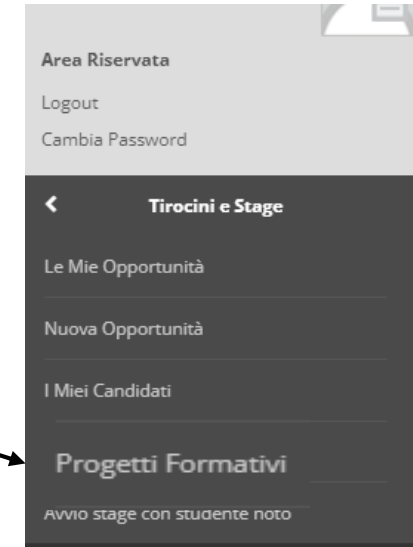 Area Riservata
Logout
Cambia Password
Tirocini e Stage
Le Mie Opportunità
Nuova Opportunità
I Miei Candidati
Progetti Formativi
Avvio stage con studente noto